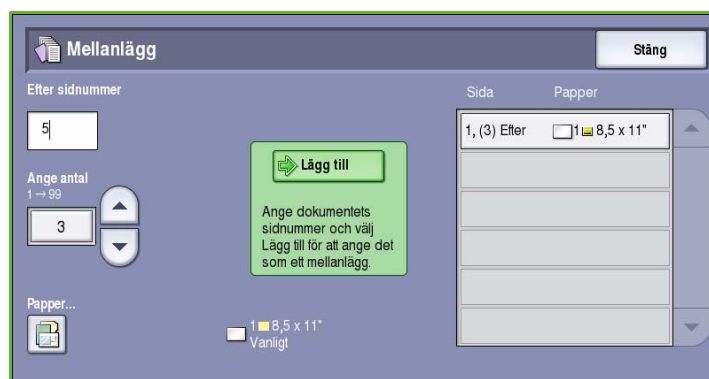 Mellanlägg
Stäng
Efter sidnummer
5
Ange antal
1→99
3
Papper...
Lägg till
Ange dokumentets
sidnummer och välj
Lägg till för att ange det
som ett mellanlägg.
1 8,5 x 11"
Vanligt
Sida Papper
1, (3) Efter 1 8,5 x 11"